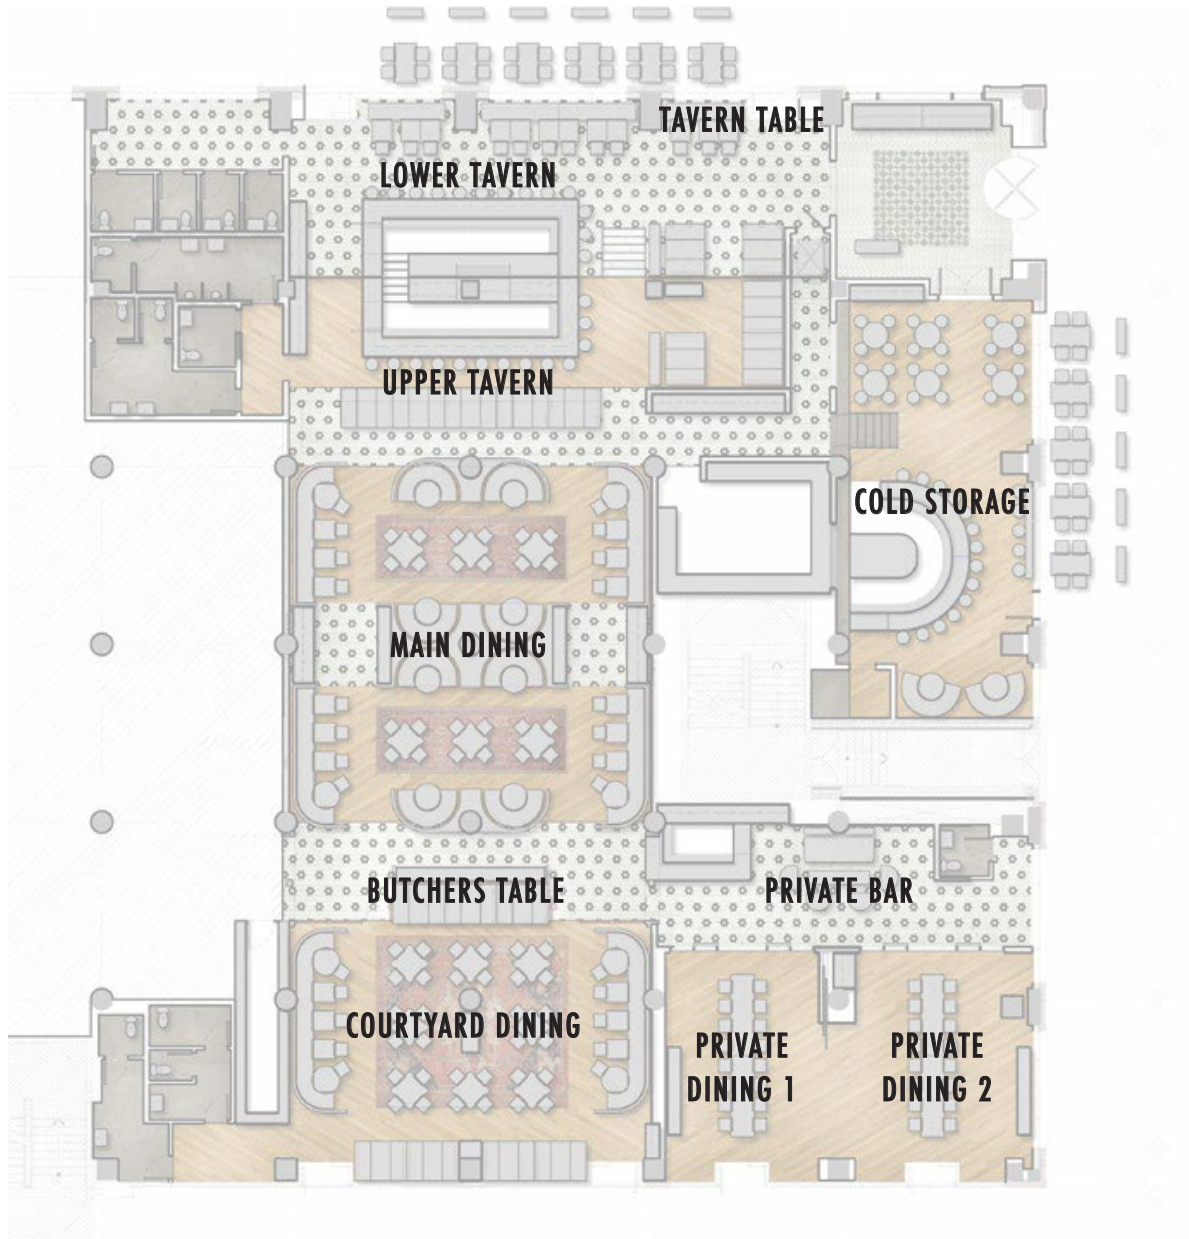 TAVERN TABLE
LOWER TAVERN
UPPER TAVERN
COLD STORAGE
MAIN DINING
BUTCHERS TABLE
PRIVATE BAR
COURTYARD DINING
PRIVATE
DINING 1
PRIVATE
DINING 2